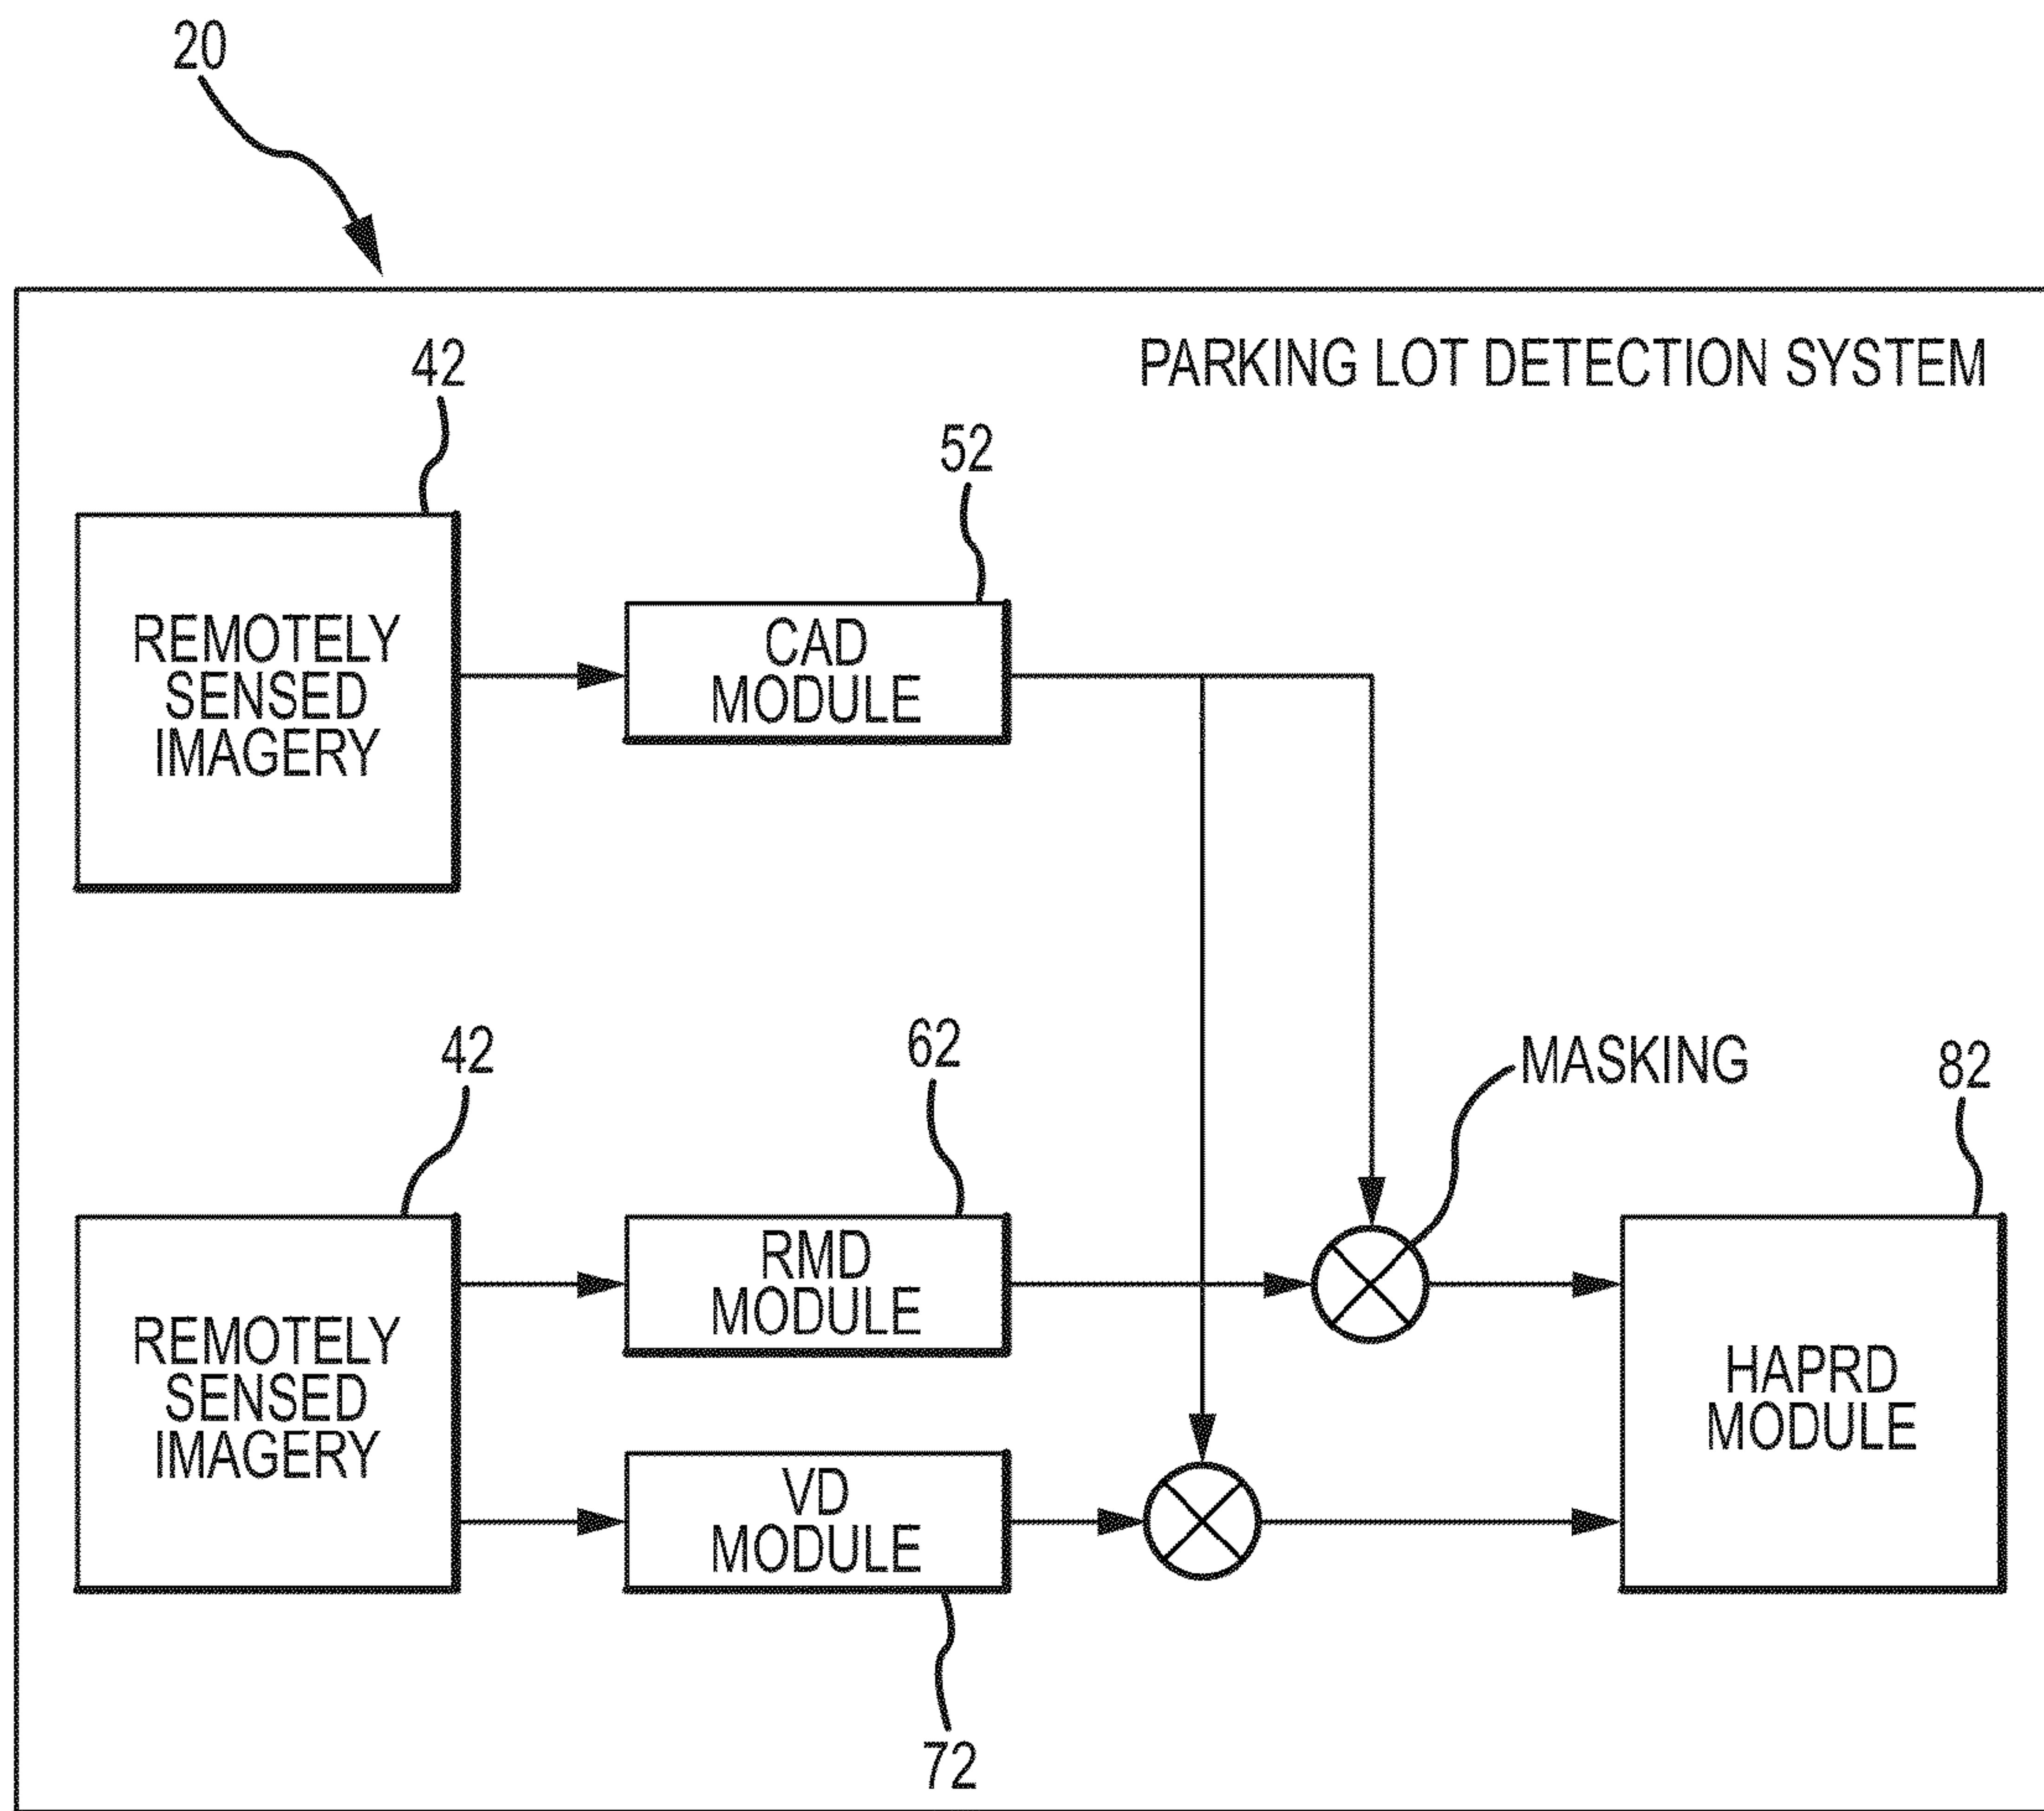 20
PARKING LOT DETECTION SYSTEM
42
52
REMOTELY
SENSED
IMAGERY
CAD
MODULE
42
62
MASKING
82
REMOTELY
SENSED
IMAGERY
RMD
MODULE
HAPRD
MODULE
VD
MODULE
72